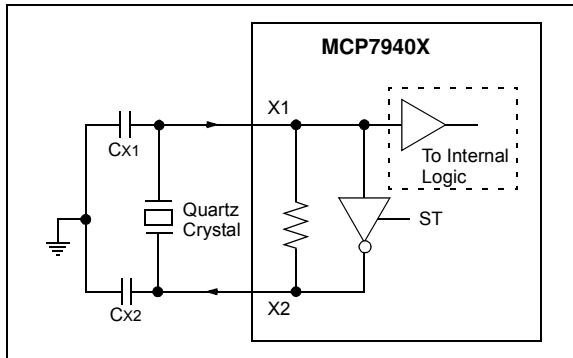 MCP7940X
X1
CX1
To Internal
Logic
Quartz
Crystal
ST
X2
CX2